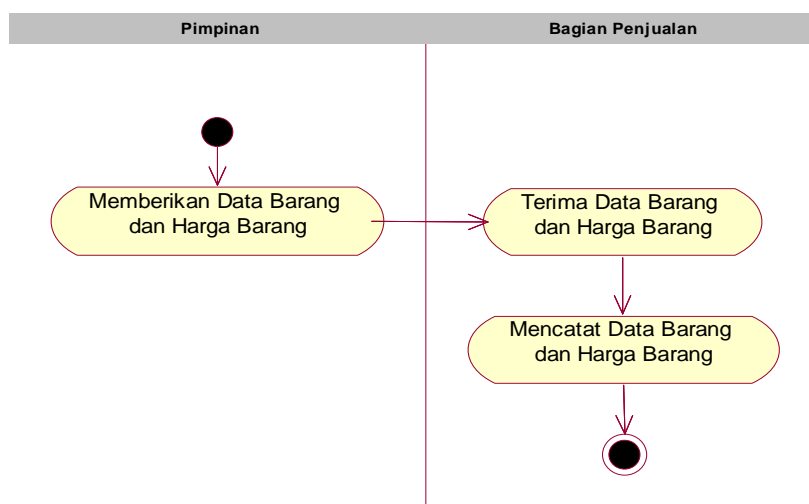 Pimpinan
Bagian Penjualan
Memberikan Data Barang
dan Harga Barang
Terima Data Barang
dan Harga Barang
Mencatat Data Barang
dan Harga Barang